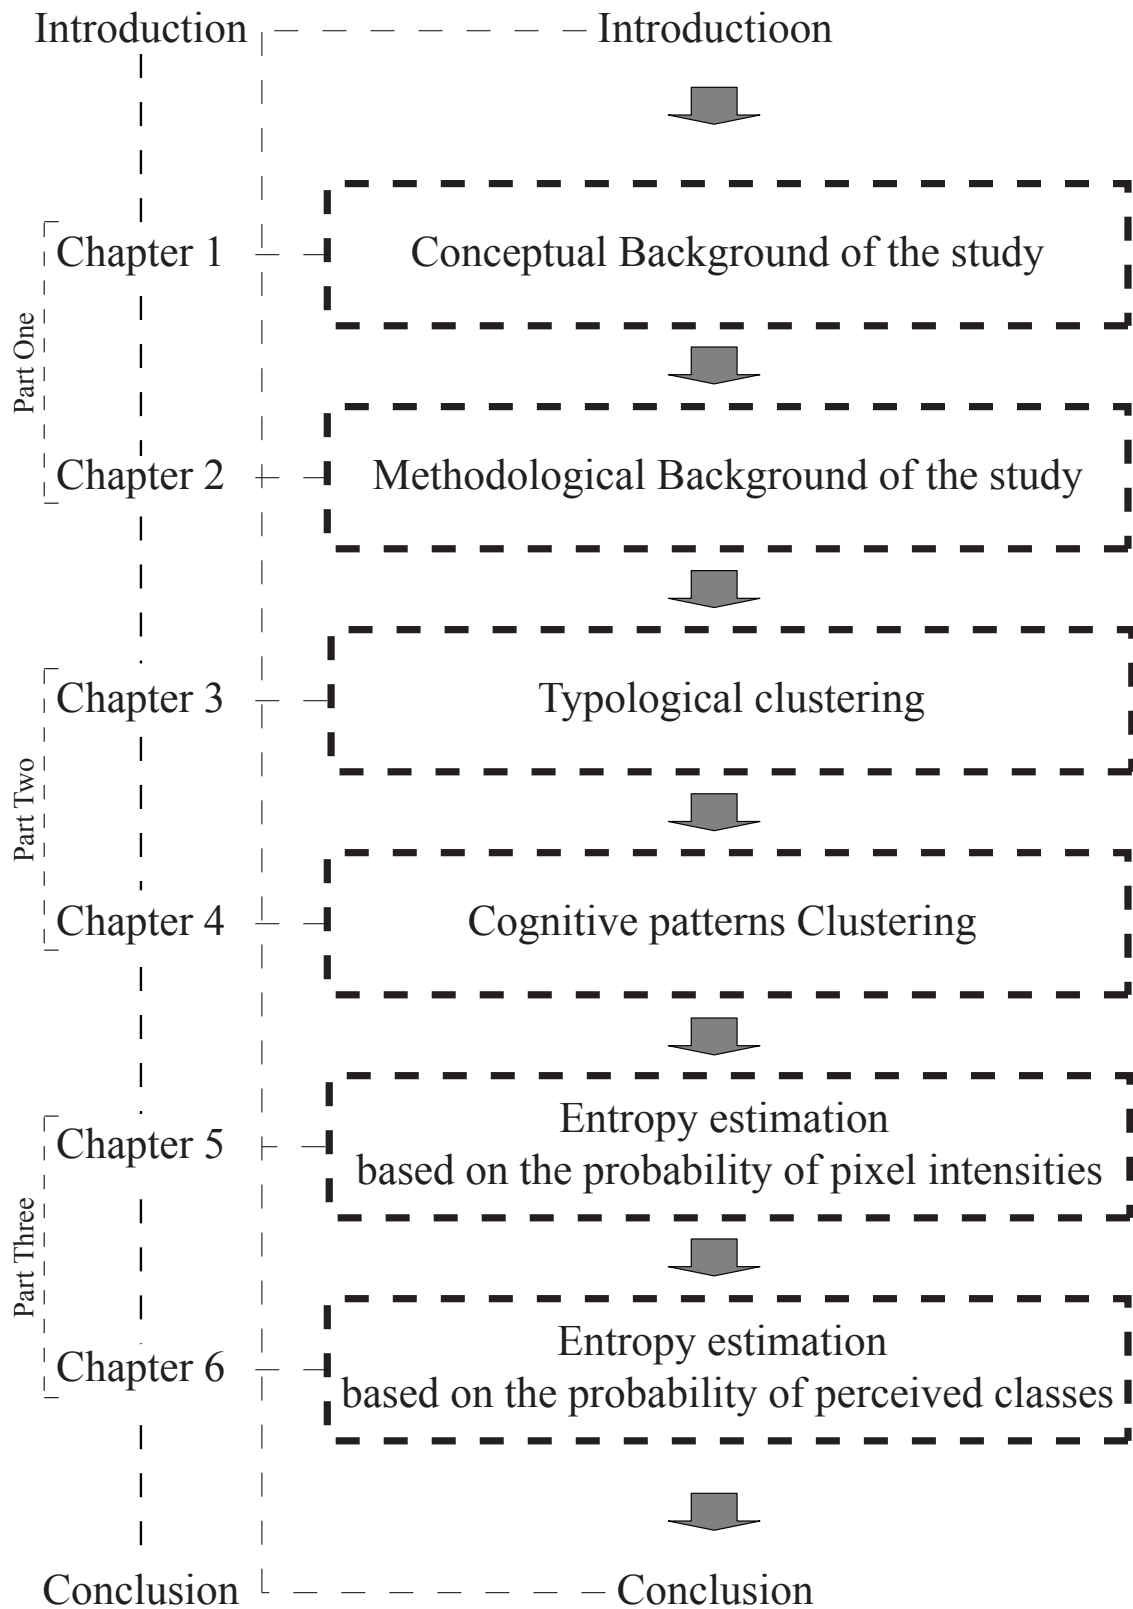 Introduction
Introductioon
Part One
Chapter 1
Conceptual Background of the study
Chapter 2
Methodological Background of the study
Part Two
Chapter 3
Typological clustering
Chapter 4
Cognitive patterns Clustering
Part Three
Chapter 5
Entropy estimation
based on the probability of pixel intensities
Chapter 6
Entropy estimation
based on the probability of perceived classes
Conclusion
Conclusion